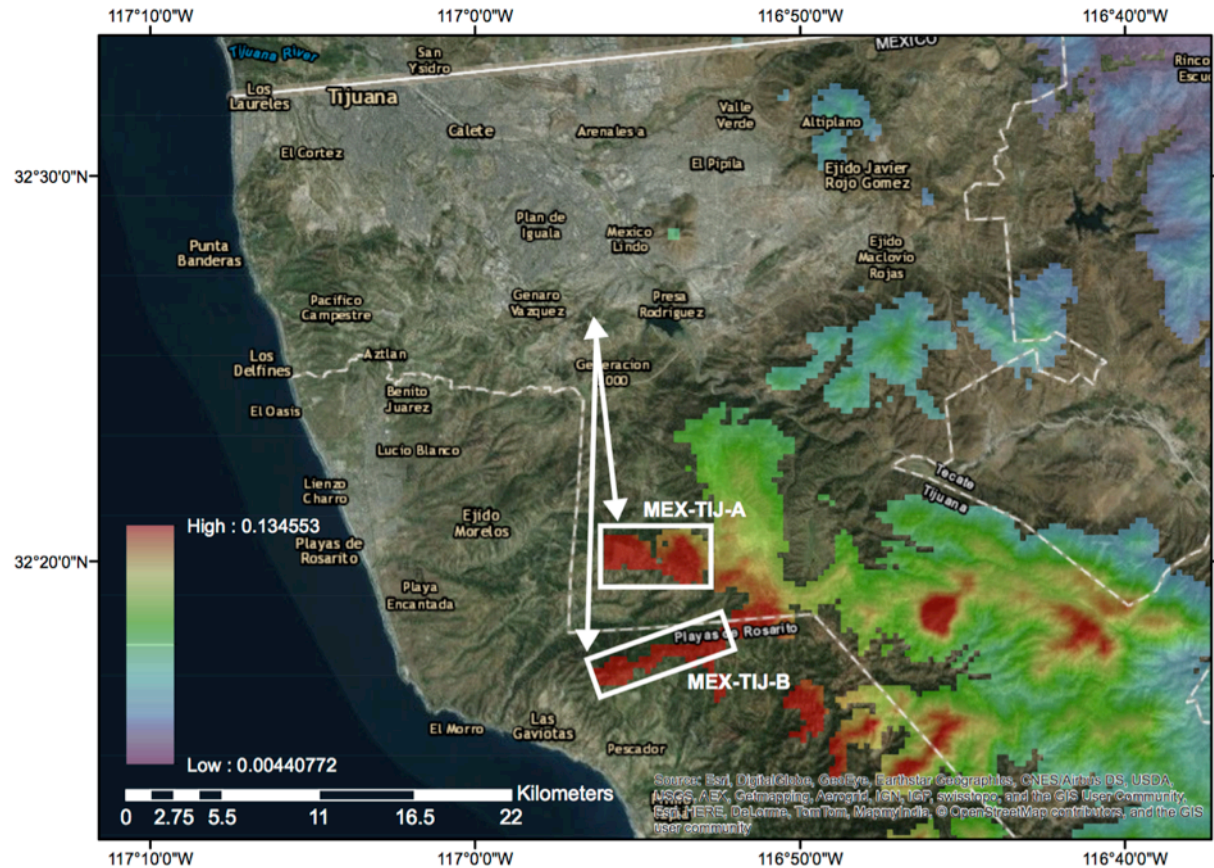 117°10'0"W 117°0'0"W 116°50'0"W 116°40'0"W
MEXICO
Tijuana River
San
Ysidro
Los
Laureles
Tijuana
Calete
Arenales a
Valle
Verde
Altiplano
Rinco
Escuc
El Cortez
El Pipila
Ejido Javier
Rojo Gomez
32°30'0"N
Plan de
Iguala
Mexico
Lindo
Punta
Banderas
Ejido
Maclovio
Rojas
Pacifico
Campestre
Genaro
Vazquez
Presa
Rodriguez
Los
Delfines
Aztlan
Generacion
2000
Benito
Juarez
El Oasis
Lucio Blanco
Lienzo
Charro
Tecate
Tijuana
MEX-TIJ-A
Ejido
Morelos
High : 0.134553
Playas de
Rosarito
32°20'0"N 32°20'0"N
Playa
Encantada
Playas de Rosarito
MEX-TIJ-B
El Morro
Las
Gaviotas
Pescador
Low : 0.00440772
Kilometers
0 2.75 5.5 11 16.5 22
Source: Esri, DigitalGlobe, GeoEye, Earthstar Geographics, CNES/Airbus DS, USDA,
USGS, AEX, Getmapping, Aerogrid, IGN, IGP, swisstopo, and the GIS User Community
Esri, HERE, DeLorme, TomTom, MapmyIndia, © OpenStreetMap contributors, and the GIS
user community
117°10'0"W 117°0'0"W 116°50'0"W 116°40'0"W